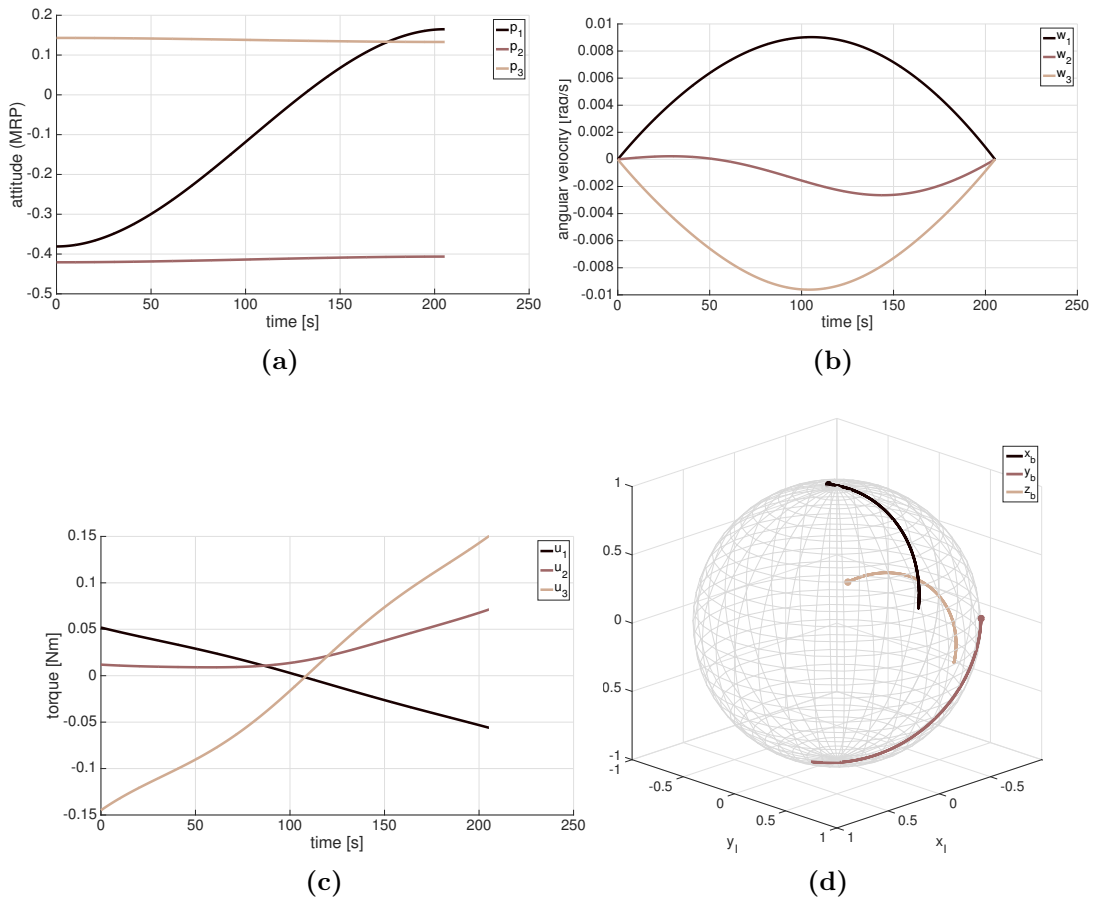 0.2
0.1
0
-0.1
-0.2
-0.3
-0.4
-0.5
attitude (MRP)
0 50 100 150 200 250
time [s]
p1
p2
p3
(a)
0.01
0.008
0.006
0.004
0.002
0
-0.002
-0.004
-0.006
-0.008
-0.01
angular velocity [rad/s]
0 50 100 150 200 250
time [s]
w1
w2
w3
(b)
0.15
0.1
0.05
0
-0.05
-0.1
-0.15
torque [Nm]
0 50 100 150 200 250
time [s]
u1
u2
u3
(c)
1
0.5
0
0.5
-1
-1
-0.5
0
0.5
1
yI
1
0.5
0
-0.5
xI
xb
yb
zb
(d)